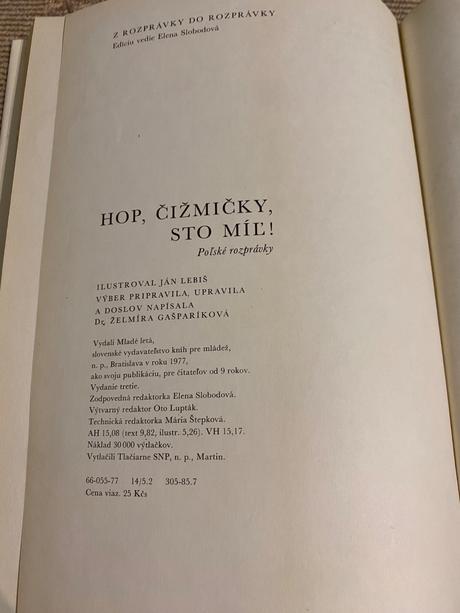 Z ROZPRÁVKY DO ROZPRÁVKY
Edíciu vedie Elena Slobodová
HOP, ČIŽMIČKY,
STO MÍĽ!
Poľské rozprávky
ILUSTROVAL JÁN LEBIŠ
VÝBER PRIPRAVILA, UPRAVILA
A DOSLOV NAPÍSALA
Dr. ŽELMÍRA GAŠPARÍKOVÁ
Vydali Mladé letá,
slovenské vydavateľstvo kníh pre mládež,
n. p., Bratislava v roku 1977,
ako svoju publikáciu, pre čitateľov od 9 rokov.
Vydanie tretie.
Zodpovedná redaktorka Elena Slobodová.
Výtvarný redaktor Oto Lupták.
Technická redaktorka Mária Štepková.
AH 15,08 (text 9,82, ilustr. 5,26). VH 15,17.
Náklad 30 000 výtlačkov.
Vytlačili Tlačiarne SNP, n. p., Martin.
66-055-77 14/5.2 305-85.7
Cena viaz. 25 Kčs